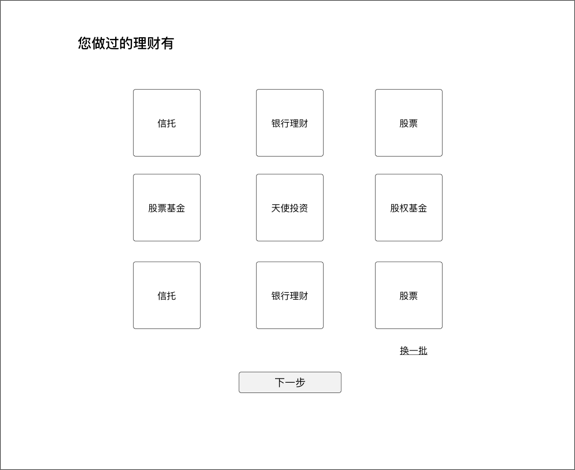 您做过的理财有
信托 银行理财 股票
股票基金 天使投资 股权基金
信托 银行理财 股票
换一批
下一步